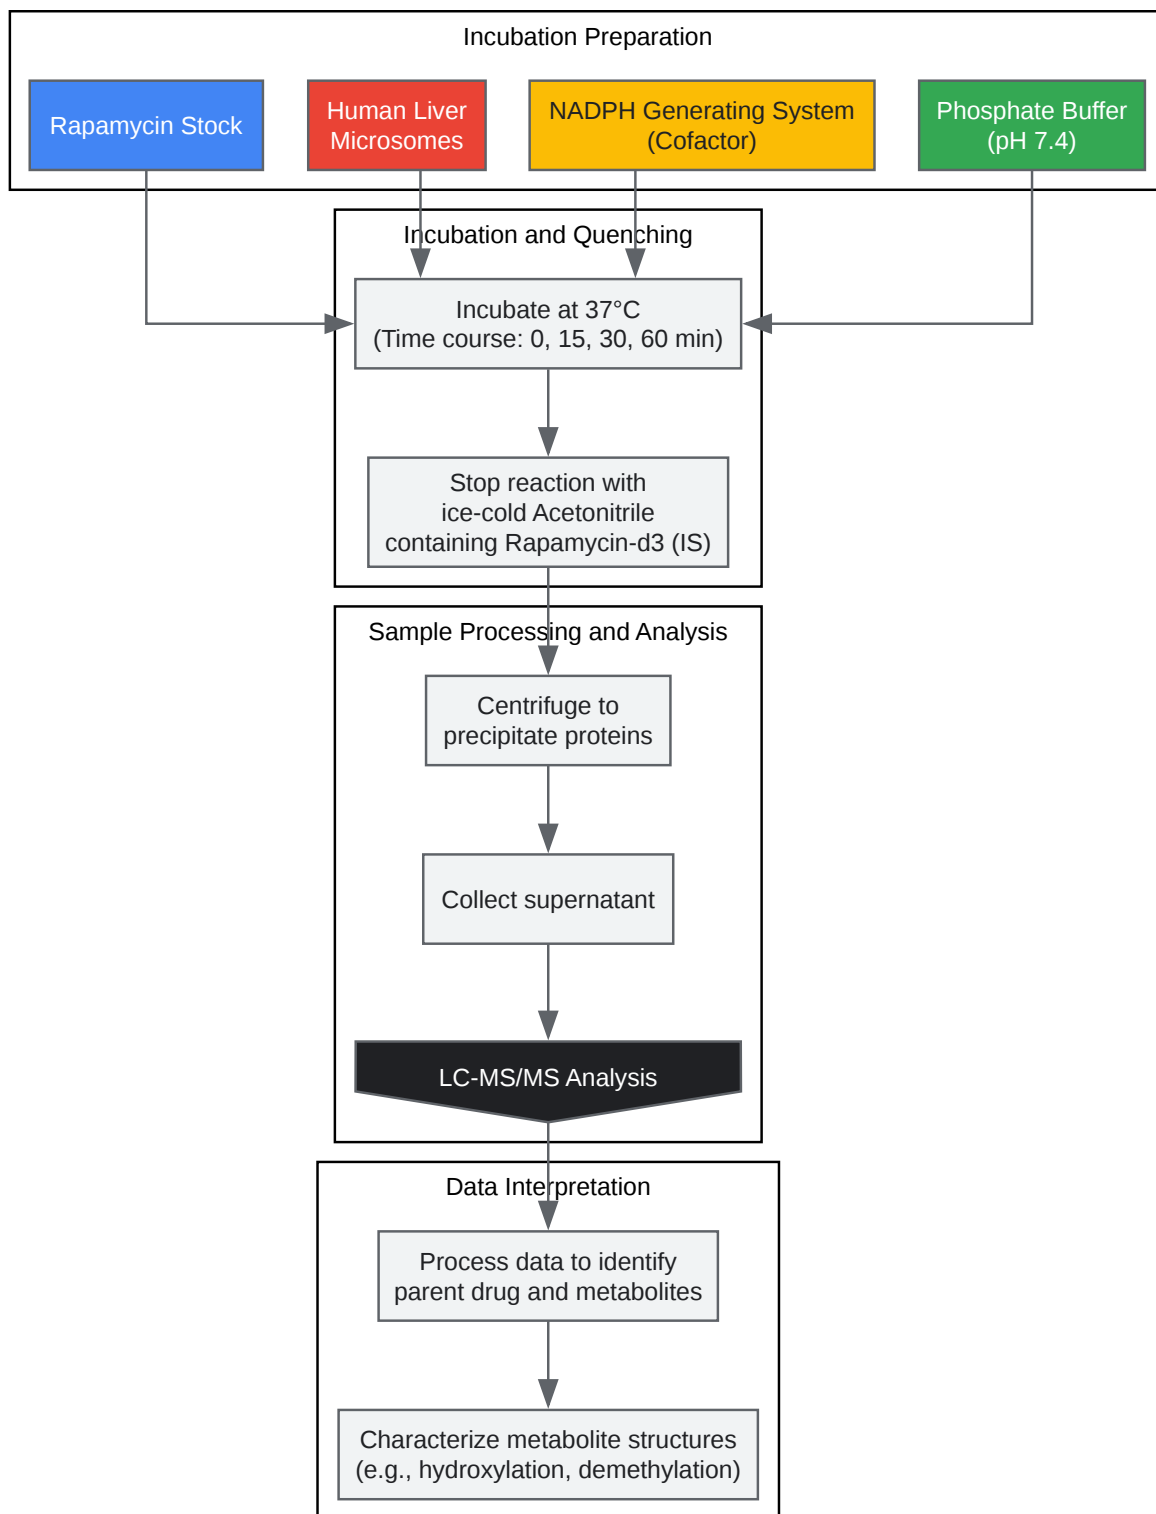 Incubation Preparation
Rapamycin Stock
Human Liver
Microsomes
NADPH Generating System
(Cofactor)
Phosphate Buffer
(pH 7.4)
Incubation and Quenching
Incubate at 37°C
(Time course: 0, 15, 30, 60 min)
Stop reaction with
ice-cold Acetonitrile
containing Rapamycin-d3 (IS)
Sample Processing and Analysis
Centrifuge to
precipitate proteins
Collect supernatant
LC-MS/MS Analysis
Data Interpretation
Process data to identify
parent drug and metabolites
Characterize metabolite structures
(e.g., hydroxylation, demethylation)